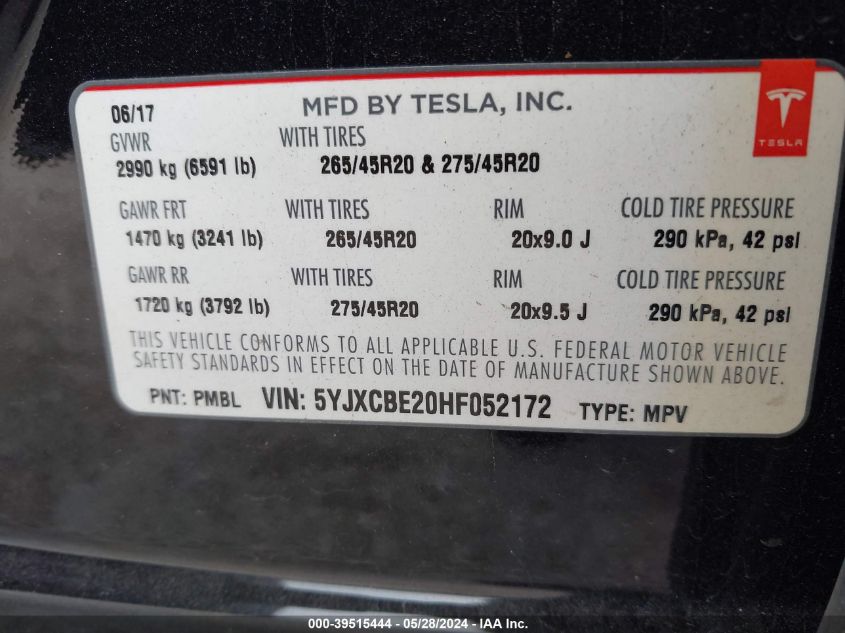 06/17 MFD BY TESLA, INC.
TESLA
GVWR WITH TIRES
2990 kg (6591 lb) 265/45R20 & 275/45R20
GAWR FRT WITH TIRES RIM COLD TIRE PRESSURE
1470 kg (3241 lb) 265/45R20 20x9.0 J 290 kPa, 42 psi
GAWR RR WITH TIRES RIM COLD TIRE PRESSURE
1720 kg (3792 lb) 275/45R20 20x9.5 J 290 kPa, 42 psi
THIS VEHICLE CONFORMS TO ALL APPLICABLE U.S. FEDERAL MOTOR VEHICLE
SAFETY STANDARDS IN EFFECT ON THE DATE OF MANUFACTURE SHOWN ABOVE.
PNT: PMBL VIN: 5YJXCBE20HF052172 TYPE: MPV
000-39515444 - 05/28/2024 - IAA Inc.